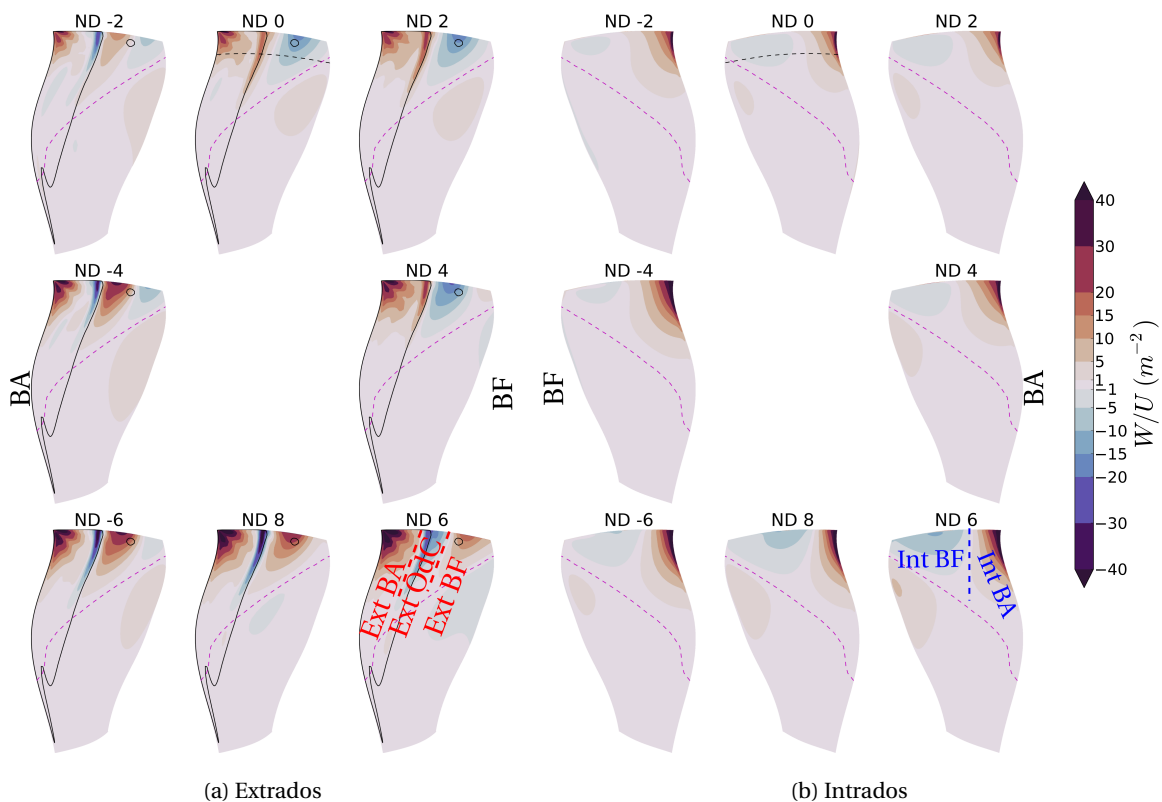 ND -2 ND 0 ND 2 ND -2 ND 0 ND 2
ND -4 ND 4 ND -4 ND 4
BA BF BF BA
ND -6 ND 8 ND 6 ND -6 ND 8 ND 6
Ext BA
Ext OdC
Ext BF
Int BF
Int BA
40
30
20
15
10
5
1
−1
−5
−10
−15
−20
−30
−40
W/U (m⁻²)
(a) Extrados
(b) Intrados